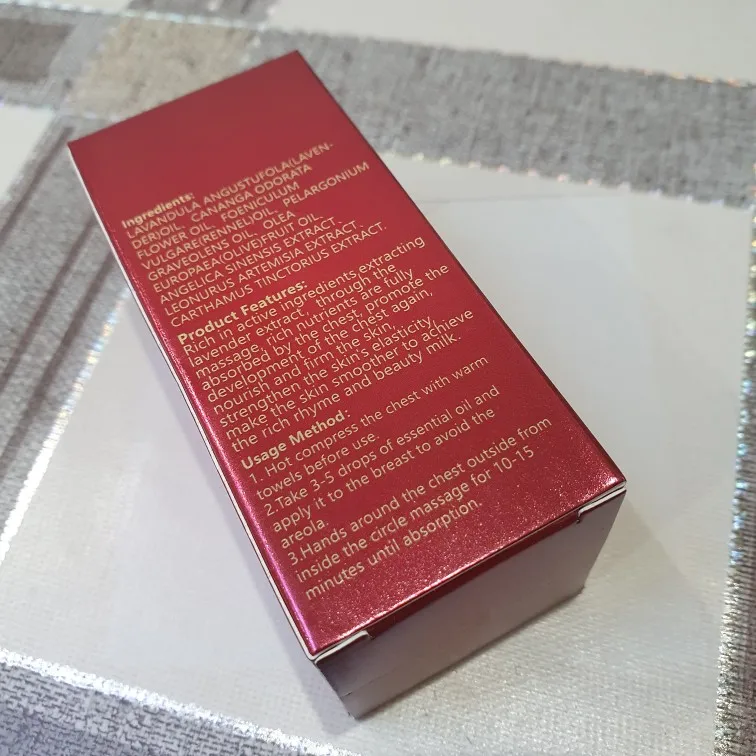 Ingredients:
LAVANDULA ANGUSTUFOLA(LAVEN-
DER)OIL. CANANGA ODORATA
FLOWER OIL. FOENICULUM
VULGARE(RENNE)OIL. PELARGONIUM
GRAVEOLENS OIL. OLEA
EUROPAEA(OLIVE)FRUIT OIL.
ANGELICA SINENSIS EXTRACT.
LEONURUS ARTEMISIA EXTRACT.
CARTHAMUS TINCTORIUS EXTRACT.
Product Features:
Rich in active ingredients,extracting
lavender extract, through the
massage, rich nutrients are fully
absorbed by the chest, promote the
development of the chest again,
nourish and firm the skin,
strengthen the skin's elasticity,
make the skin smoother to achieve
the rich rhyme and beauty milk.
Usage Method:
1. Hot compress the chest with warm
towels before use.
2.Take 3-5 drops of essential oil and
apply it to the breast to avoid the
areola.
3.Hands around the chest outside from
inside the circle massage for 10-15
minutes until absorption.